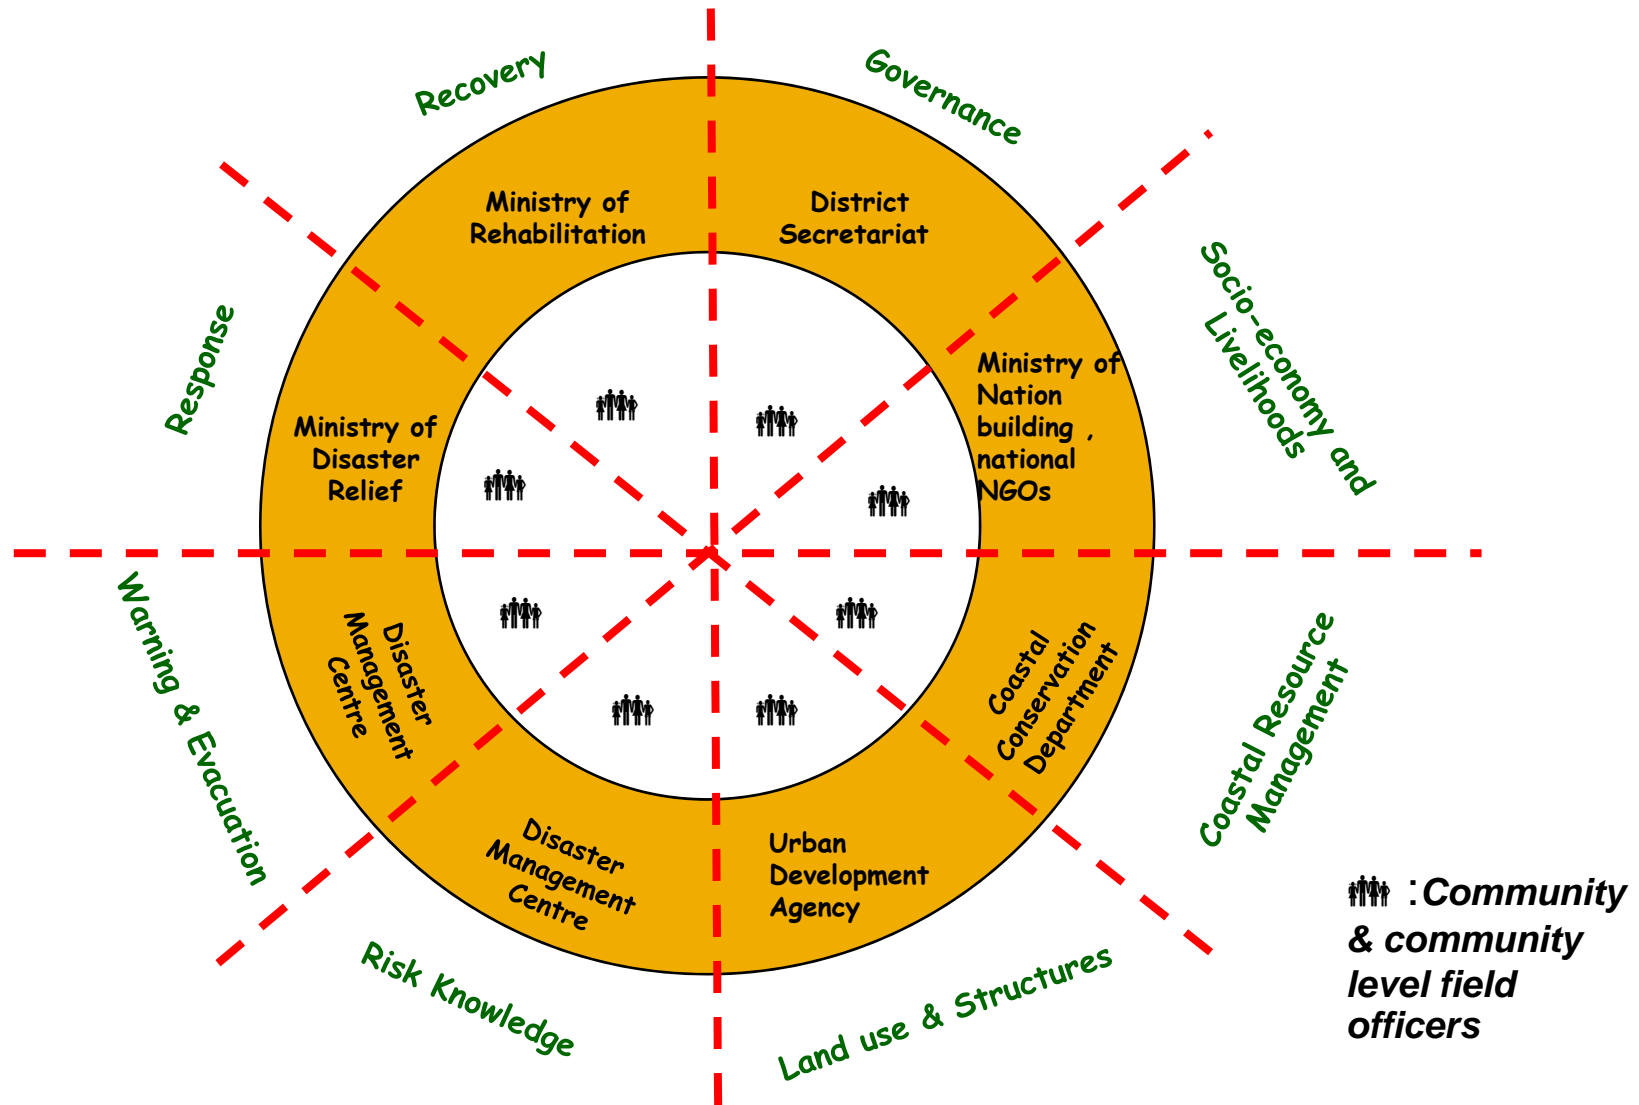 Recovery
Governance
Ministry of
Rehabilitation
District
Secretariat
Response
Socio-economy and
Livelihoods
Ministry of
Disaster
Relief
Ministry of
Nation
building ,
national
NGOs
Warning & Evacuation
Disaster
Management
Centre
Coastal
Conservation
Department
Coastal Resource
Management
Disaster
Management
Centre
Urban
Development
Agency
Risk Knowledge
Land use & Structures
:Community
& community
level field
officers